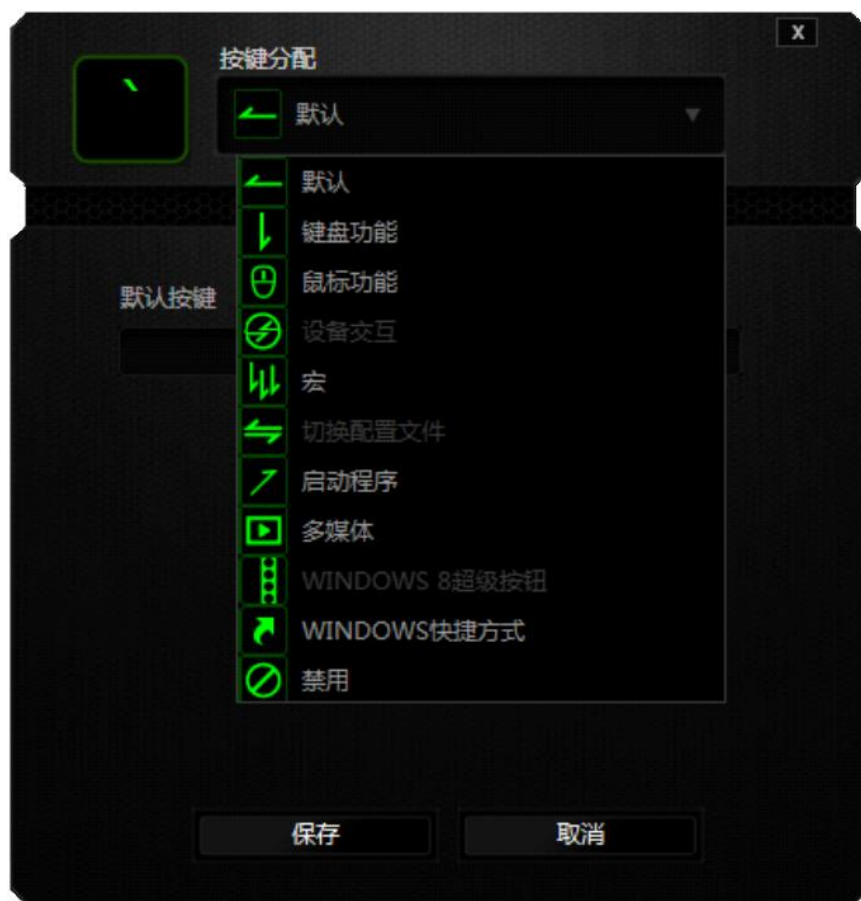 X
按键分配
`
默认
默认
键盘功能
鼠标功能
默认按键
设备交互
宏
切换配置文件
启动程序
多媒体
WINDOWS 8超级按钮
WINDOWS快捷方式
禁用
保存
取消